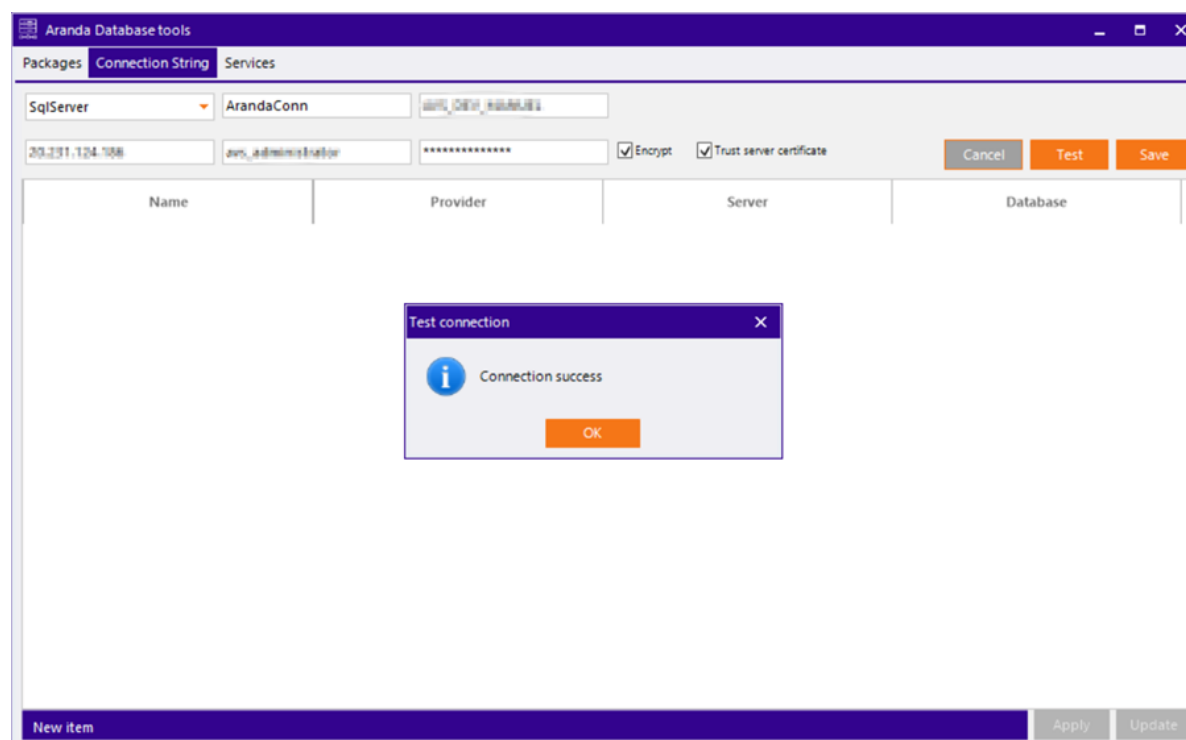 Aranda Database tools
Packages Connection String Services
SqlServer ArandaConn
************** Encrypt Trust server certificate Cancel Test Save
Name Provider Server Database
Test connection
Connection success
OK
New item Apply Update